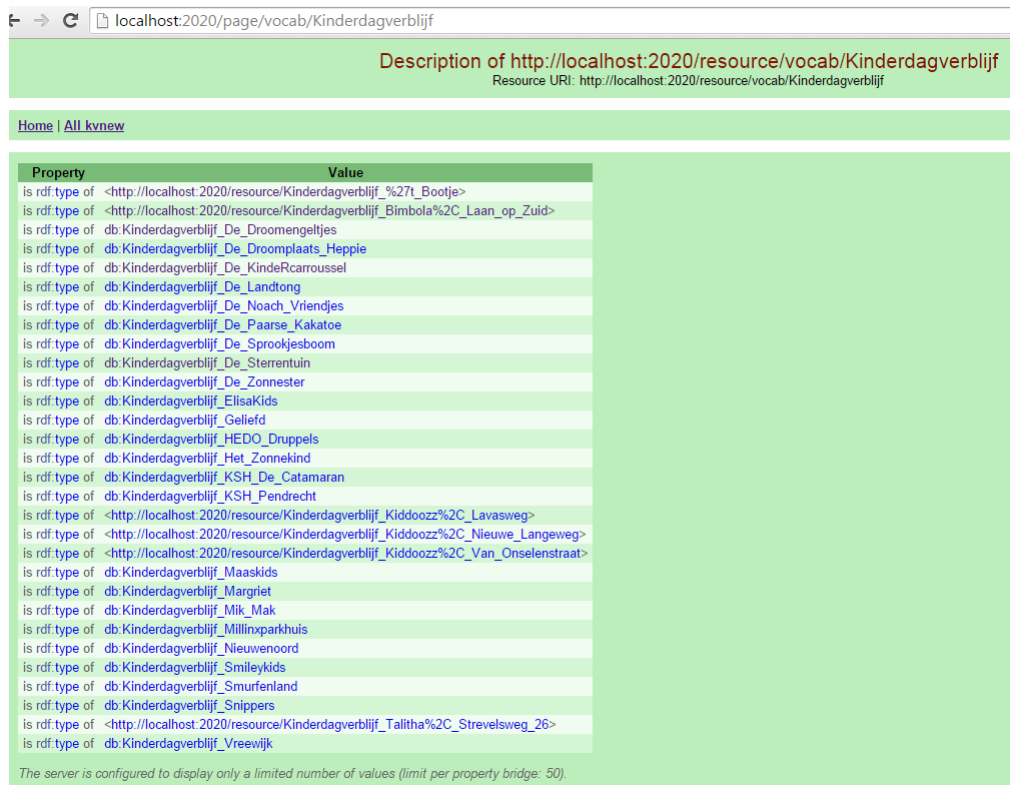 localhost:2020/page/vocab/Kinderdagverblijf
Description of http://localhost:2020/resource/vocab/Kinderdagverblijf
Resource URI: http://localhost:2020/resource/vocab/Kinderdagverblijf
Home | All kvnew
Property Value
is rdf:type of <http://localhost:2020/resource/Kinderdagverblijf_%27t_Bootje>
is rdf:type of <http://localhost:2020/resource/Kinderdagverblijf_Bimbola%2C_Laan_op_Zuid>
is rdf:type of db:Kinderdagverblijf_De_Droomengeltjes
is rdf:type of db:Kinderdagverblijf_De_Droomplaats_Heppie
is rdf:type of db:Kinderdagverblijf_De_KindeRcarroussel
is rdf:type of db:Kinderdagverblijf_De_Landtong
is rdf:type of db:Kinderdagverblijf_De_Noach_Vriendjes
is rdf:type of db:Kinderdagverblijf_De_Paarse_Kakatoe
is rdf:type of db:Kinderdagverblijf_De_Sprookjesboom
is rdf:type of db:Kinderdagverblijf_De_Sterrentuin
is rdf:type of db:Kinderdagverblijf_De_Zonnester
is rdf:type of db:Kinderdagverblijf_ElisaKids
is rdf:type of db:Kinderdagverblijf_Geliefd
is rdf:type of db:Kinderdagverblijf_HEDO_Druppels
is rdf:type of db:Kinderdagverblijf_Het_Zonnekind
is rdf:type of db:Kinderdagverblijf_KSH_De_Catamaran
is rdf:type of db:Kinderdagverblijf_KSH_Pendrecht
is rdf:type of <http://localhost:2020/resource/Kinderdagverblijf_Kiddoozz%2C_Lavasweg>
is rdf:type of <http://localhost:2020/resource/Kinderdagverblijf_Kiddoozz%2C_Nieuwe_Langeweg>
is rdf:type of <http://localhost:2020/resource/Kinderdagverblijf_Kiddoozz%2C_Van_Onselenstraat>
is rdf:type of db:Kinderdagverblijf_Maaskids
is rdf:type of db:Kinderdagverblijf_Margriet
is rdf:type of db:Kinderdagverblijf_Mik_Mak
is rdf:type of db:Kinderdagverblijf_Millinxparkhuis
is rdf:type of db:Kinderdagverblijf_Nieuwenoord
is rdf:type of db:Kinderdagverblijf_Smileykids
is rdf:type of db:Kinderdagverblijf_Smurfenland
is rdf:type of db:Kinderdagverblijf_Snippers
is rdf:type of <http://localhost:2020/resource/Kinderdagverblijf_Talitha%2C_Strevelsweg_26>
is rdf:type of db:Kinderdagverblijf_Vreewijk
The server is configured to display only a limited number of values (limit per property bridge: 50).